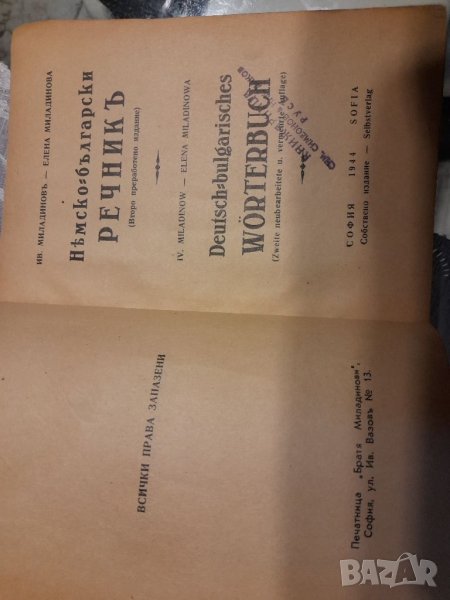 ИВ. МИЛАДИНОВЪ — ЕЛЕНА МИЛАДИНОВА
Нѣмско-български
РЕЧНИКЪ
(Второ преработено издание)
IV. MILADINOW — ELENA MILADINOWA
Deutsch-bulgarisches
WÖRTERBUCH
(Zweite neubearbeitete u. vermehrte Auflage)
СОФИЯ 1944 SOFIA
Собствено издание — Selbstverlag
ВСИЧКИ ПРАВА ЗАПАЗЕНИ
Печатница „Братя Миладинови“,
София, ул. Ив. Вазовъ № 13.
BAZAR